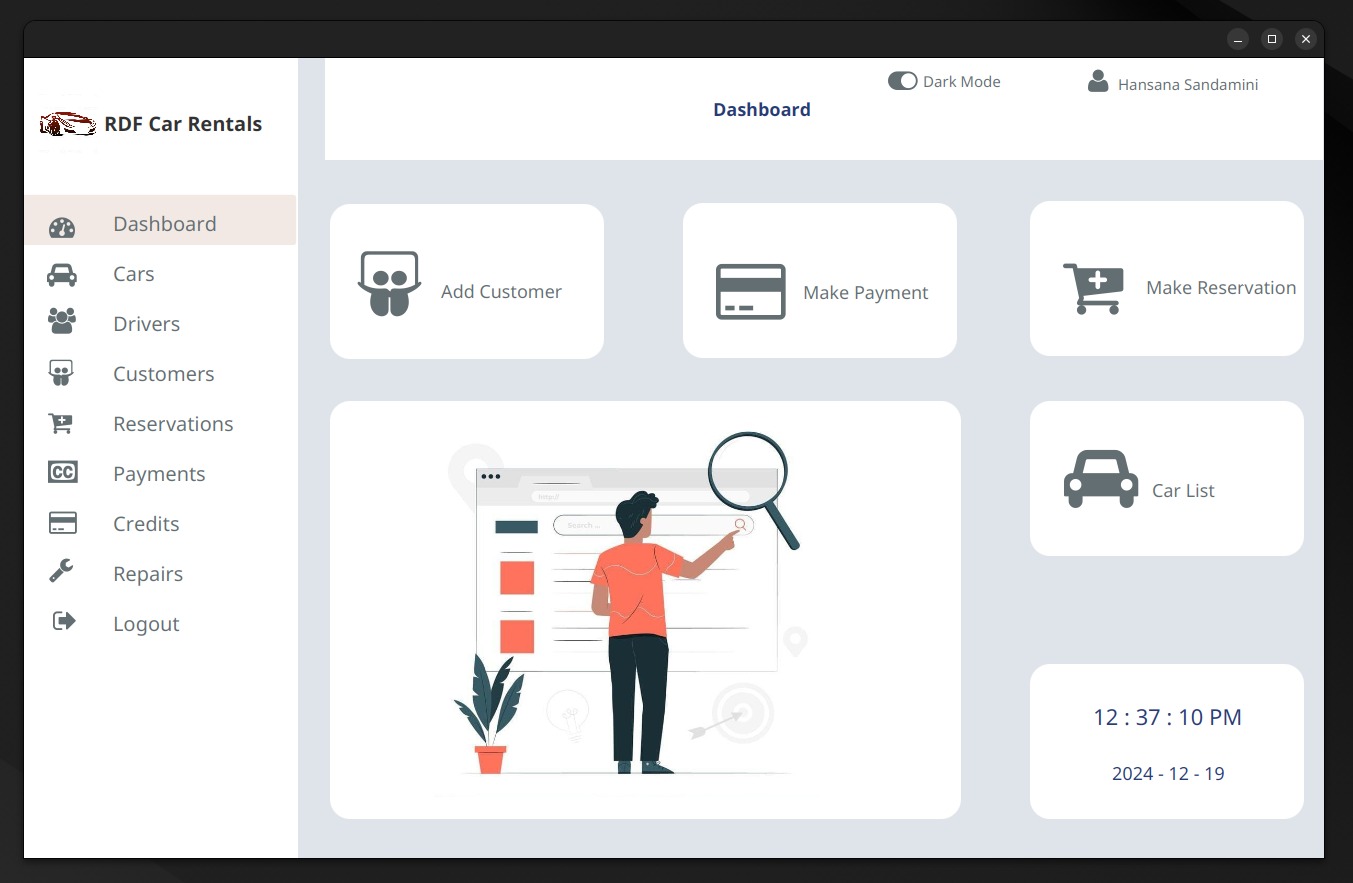 Dark Mode
Hansana Sandamini
Dashboard
RDF Car Rentals
Dashboard
Cars
Drivers
Customers
Reservations
Payments
Credits
Repairs
Logout
Add Customer
Make Payment
Make Reservation
http://
Search ...
Car List
12 : 37 : 10 PM
2024 - 12 - 19
CC